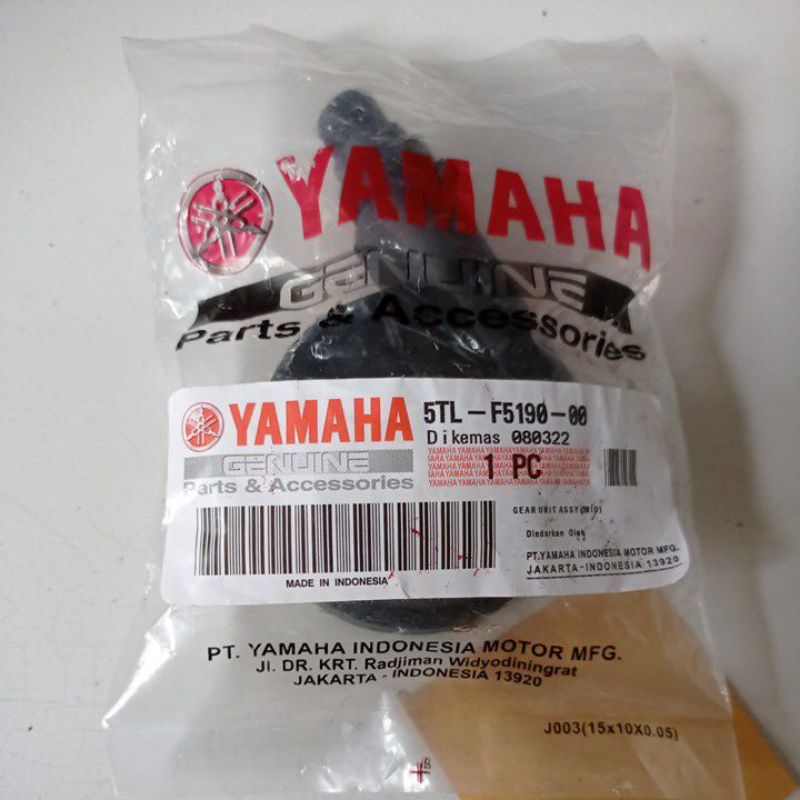 YAMAHA
GENUINE
Parts & Accessories
YAMAHA
GENUINE
Parts & Accessories
5TL-F5190-00
Dikemas 080322
1 PC
GEAR UNIT ASSY (MIO)
Diedarkan Oleh
PT.YAMAHA INDONESIA MOTOR MFG.
JAKARTA-INDONESIA 13920
MADE IN INDONESIA
PT. YAMAHA INDONESIA MOTOR MFG.
Jl. DR. KRT. Radjiman Widyodiningrat
JAKARTA - INDONESIA 13920
J003(15x10X0.05)